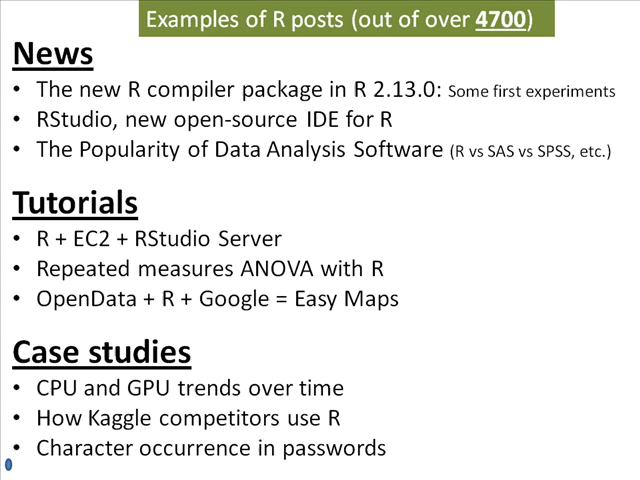 Examples of R posts (out of over 4700)
News
• The new R compiler package in R 2.13.0: Some first experiments
• RStudio, new open-source IDE for R
• The Popularity of Data Analysis Software (R vs SAS vs SPSS, etc.)
Tutorials
• R + EC2 + RStudio Server
• Repeated measures ANOVA with R
• OpenData + R + Google = Easy Maps
Case studies
• CPU and GPU trends over time
• How Kaggle competitors use R
• Character occurrence in passwords